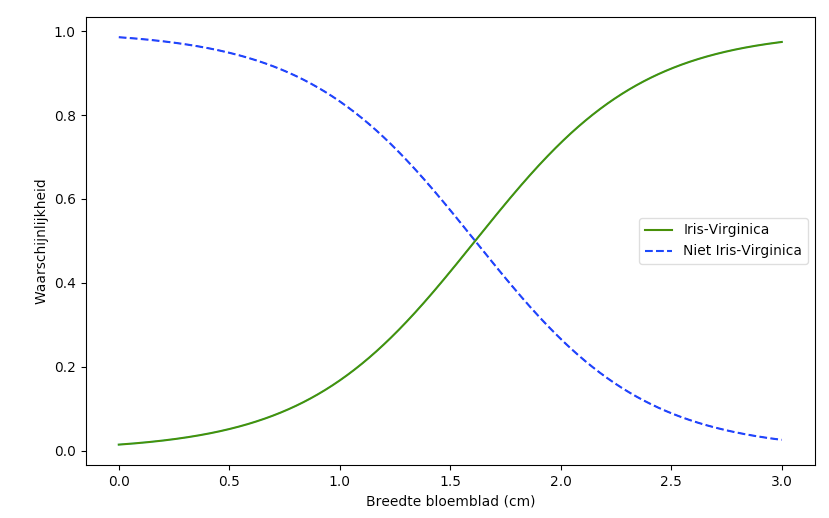 1.0
0.8
0.6
0.4
0.2
0.0
Waarschijnlijkheid
Iris-Virginica
Niet Iris-Virginica
0.0 0.5 1.0 1.5 2.0 2.5 3.0
Breedte bloemblad (cm)